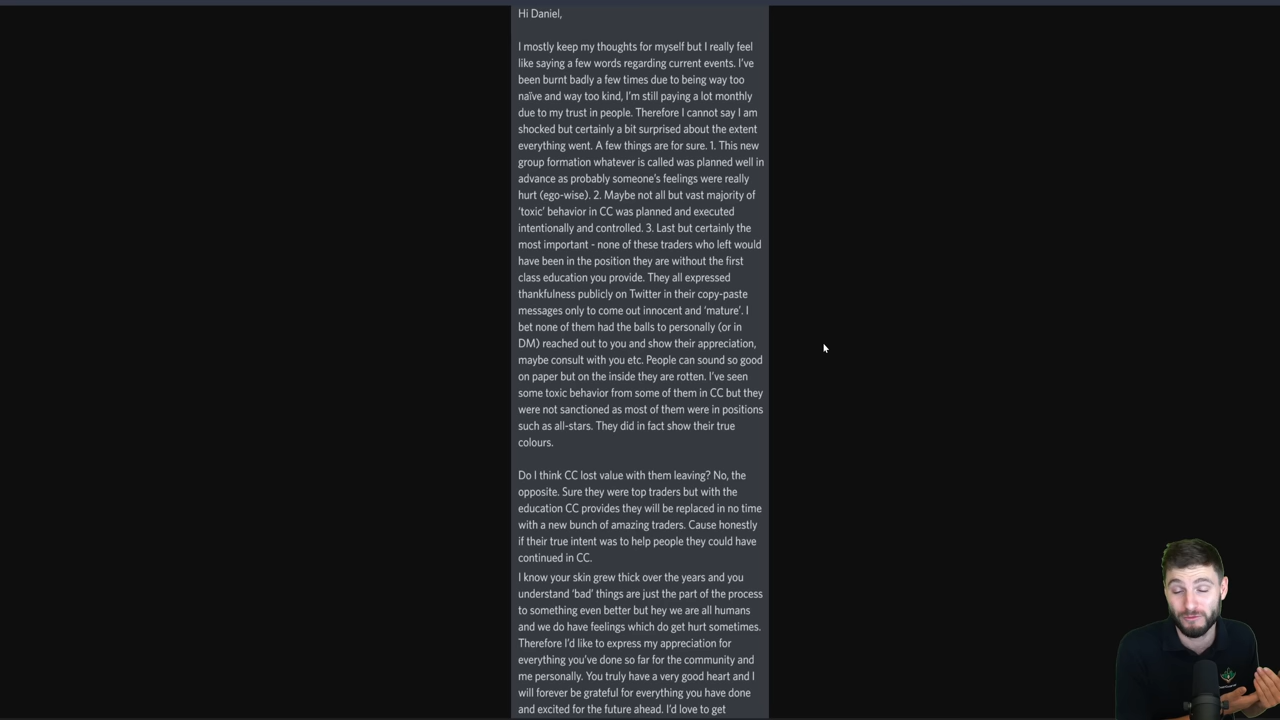 Hi Daniel,
I mostly keep my thoughts for myself but I really feel
like saying a few words regarding current events. I've
been burnt badly a few times due to being way too
naïve and way too kind, I'm still paying a lot monthly
due to my trust in people. Therefore I cannot say I am
shocked but certainly a bit surprised about the extent
everything went. A few things are for sure. 1. This new
group formation whatever is called was planned well in
advance as probably someone's feelings were really
hurt (ego-wise). 2. Maybe not all but vast majority of
'toxic' behavior in CC was planned and executed
intentionally and controlled. 3. Last but certainly the
most important - none of these traders who left would
have been in the position they are without the first
class education you provide. They all expressed
thankfulness publicly on Twitter in their copy-paste
messages only to come out innocent and 'mature'. I
bet none of them had the balls to personally (or in
DM) reached out to you and show their appreciation,
maybe consult with you etc. People can sound so good
on paper but on the inside they are rotten. I've seen
some toxic behavior from some of them in CC but they
were not sanctioned as most of them were in positions
such as all-stars. They did in fact show their true
colours.
Do I think CC lost value with them leaving? No, the
opposite. Sure they were top traders but with the
education CC provides they will be replaced in no time
with a new bunch of amazing traders. Cause honestly
if their true intent was to help people they could have
continued in CC.
I know your skin grew thick over the years and you
understand 'bad' things are just the part of the process
to something even better but hey we are all humans
and we do have feelings which do get hurt sometimes.
Therefore I'd like to express my appreciation for
everything you've done so far for the community and
me personally. You truly have a very good heart and I
will forever be grateful for everything you have done
and excited for the future ahead. I'd love to get